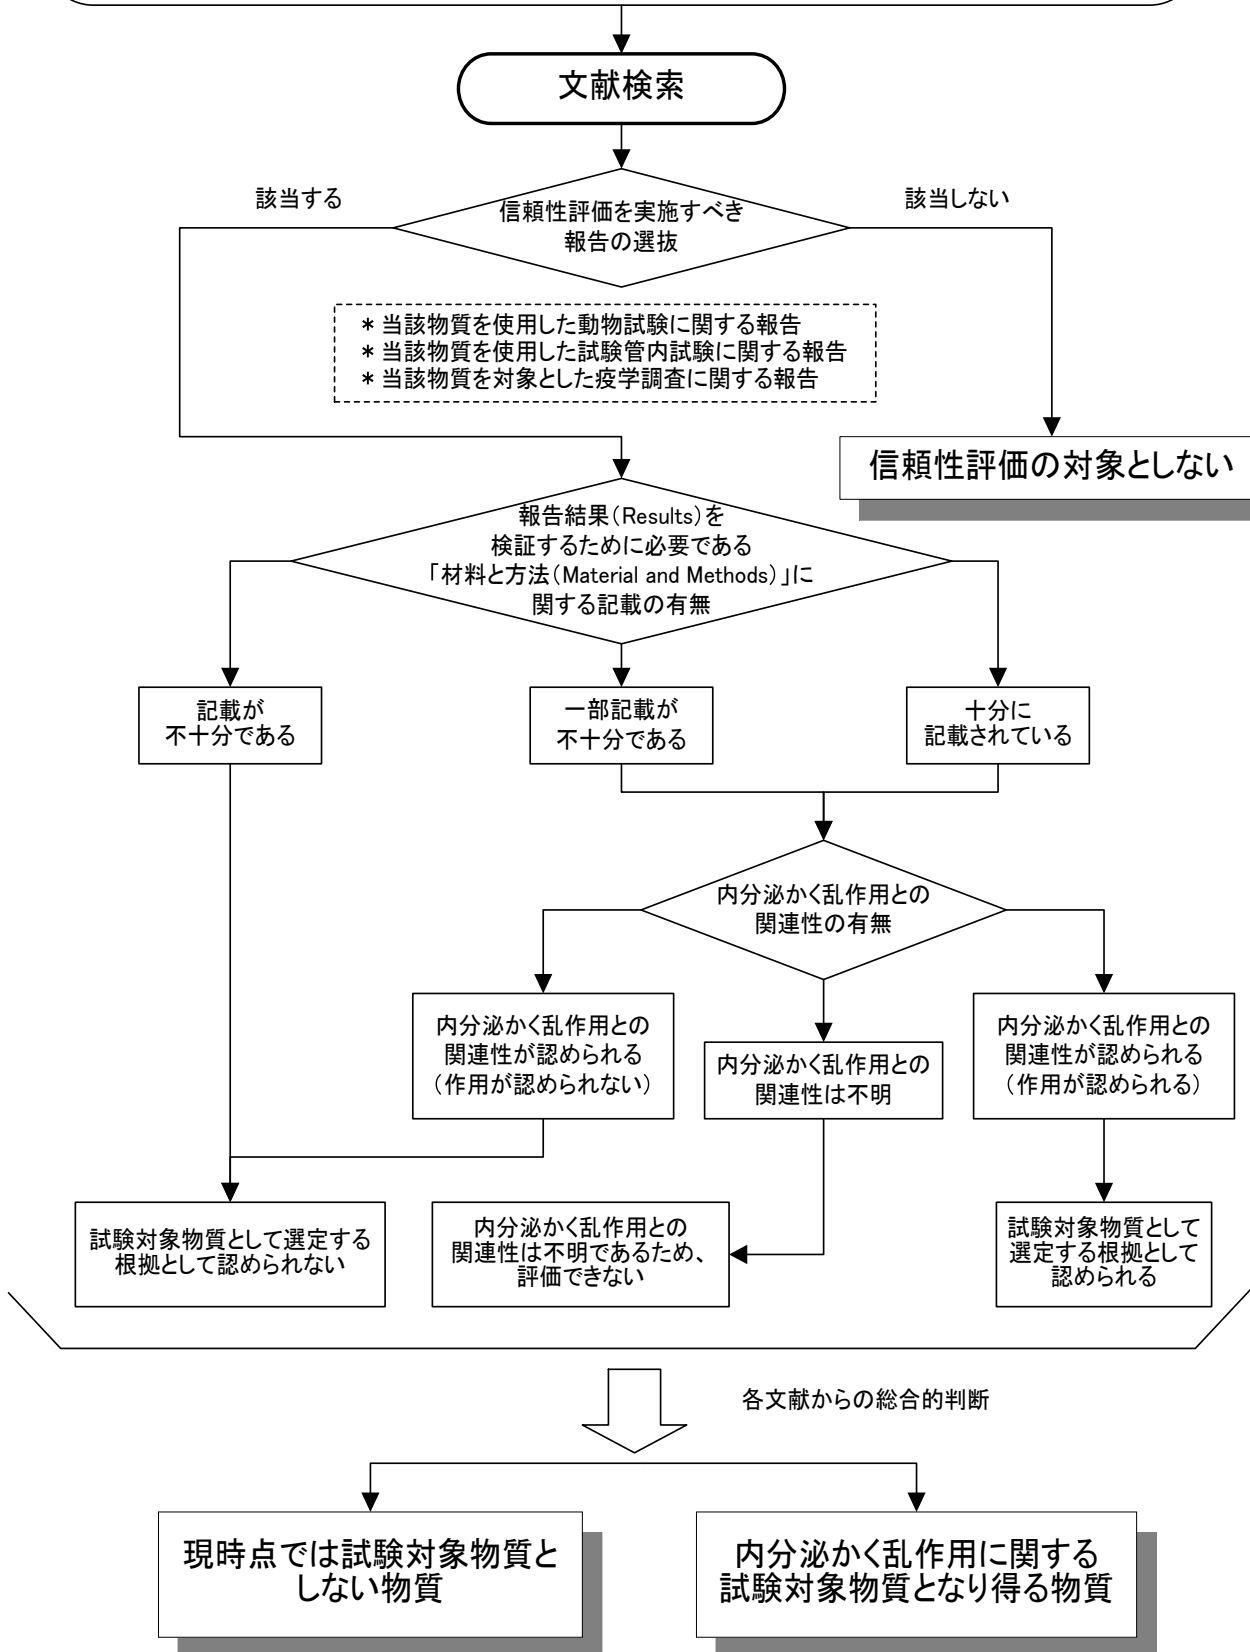 文献検索
該当する
該当しない
信頼性評価を実施すべき
報告の選抜
* 当該物質を使用した動物試験に関する報告
* 当該物質を使用した試験管内試験に関する報告
* 当該物質を対象とした疫学調査に関する報告
信頼性評価の対象としない
報告結果(Results)を
検証するために必要である
「材料と方法(Material and Methods)」に
関する記載の有無
記載が
不十分である
一部記載が
不十分である
十分に
記載されている
内分泌かく乱作用との
関連性の有無
内分泌かく乱作用との
関連性が認められる
(作用が認められない)
内分泌かく乱作用との
関連性は不明
内分泌かく乱作用との
関連性が認められる
(作用が認められる)
試験対象物質として選定する
根拠として認められない
内分泌かく乱作用との
関連性は不明であるため、
評価できない
試験対象物質として
選定する根拠として
認められる
各文献からの総合的判断
現時点では試験対象物質と
しない物質
内分泌かく乱作用に関する
試験対象物質となり得る物質